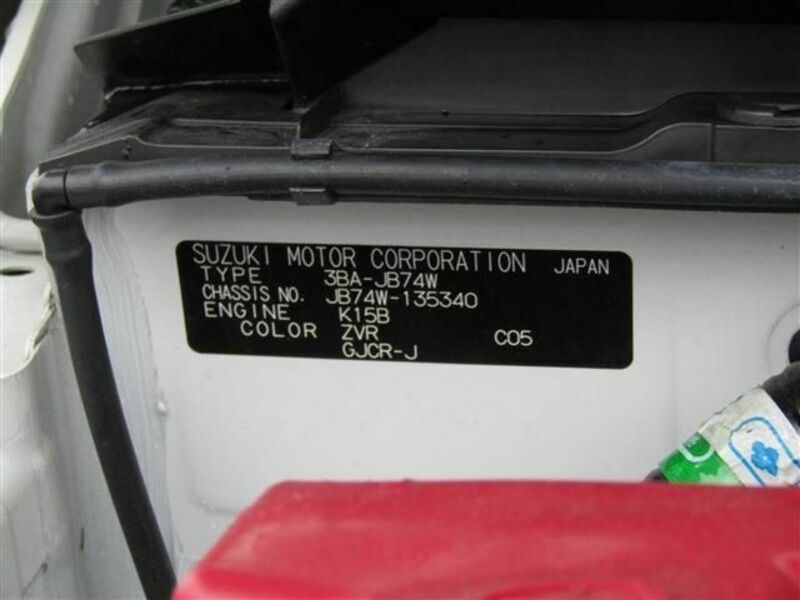 SUZUKI MOTOR CORPORATION JAPAN
TYPE 3BA-JB74W
CHASSIS NO. JB74W-135340
ENGINE K15B
COLOR ZVR C05
GJCR-J